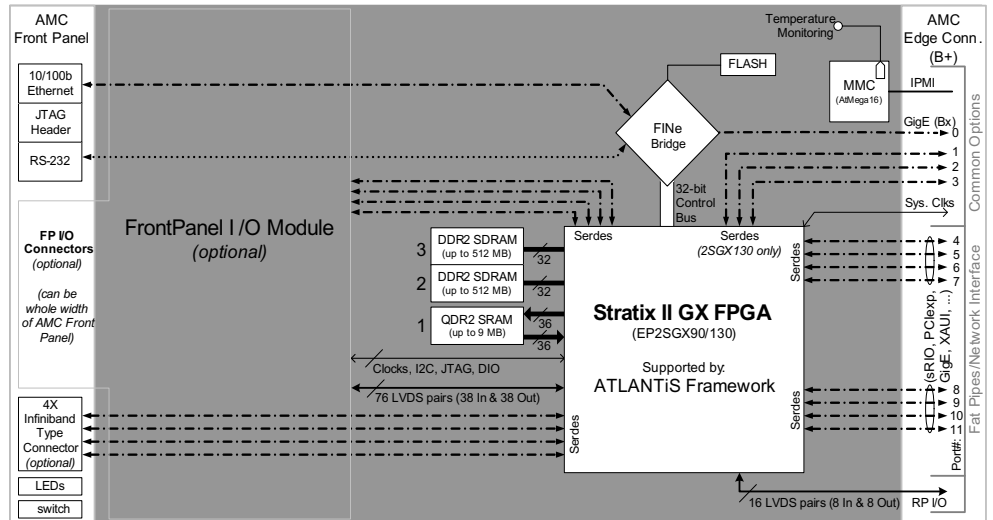 AMC
Front Panel
10/100b
Ethernet
JTAG
Header
RS-232
FP I/O
Connectors
(optional)
(can be
whole width
of AMC Front
Panel)
4X
Infiniband
Type
Connector
(optional)
LEDs
switch
FrontPanel I/O Module
(optional)
Temperature
Monitoring
FLASH
MMC
(AtMega16)
IPMI
FINe
Bridge
32-bit
Control
Bus
GigE (Bx)
AMC
Edge Conn.
(B+)
0
1
2
3
Common Options
Sys. Clks
Serdes
Serdes
(2SGX130 only)
Serdes
3
DDR2 SDRAM
(up to 512 MB)
32
2
DDR2 SDRAM
(up to 512 MB)
32
1
QDR2 SRAM
(up to 9 MB)
36
36
Stratix II GX FPGA
(EP2SGX90/130)
Supported by:
ATLANTiS Framework
Clocks, I2C, JTAG, DIO
76 LVDS pairs (38 In & 38 Out)
Serdes
Serdes
4
5
6
7
(sRIO, PCIexp,
GigE, XAUI, ...)
8
9
10
11
Port#:
Fat Pipes/Network Interface
16 LVDS pairs (8 In & 8 Out)
RP I/O